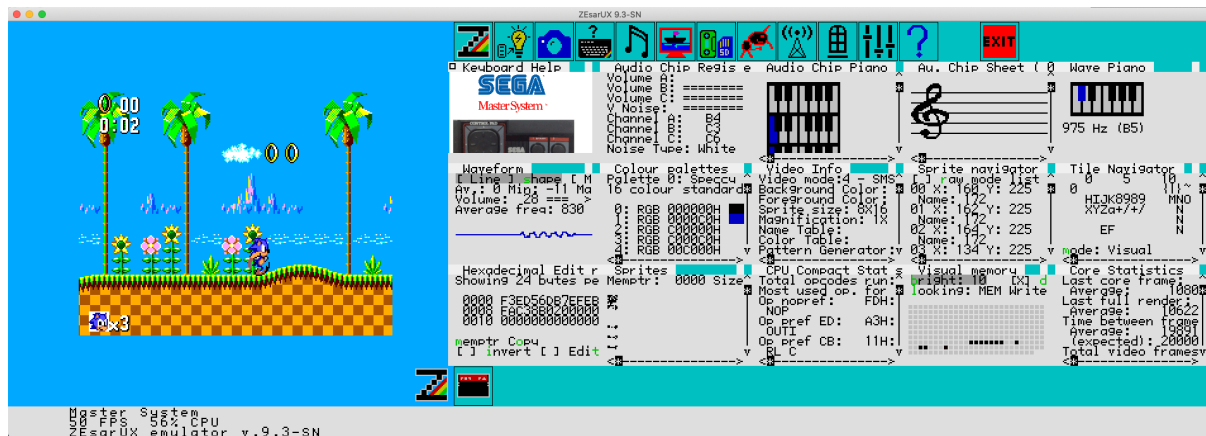 ZEsarUX 9.3-SN
0:00
0:02
0 0
×3
EXIT
SD
Keyboard Help
SEGA
Master System
Audio Chip Regis e
Volume A:
Volume B: ========
Volume C: ========
V Noise: ========
Channel A: B4
Channel B: C3
Channel C: C6
Noise Type: White
Audio Chip Piano
Au. Chip Sheet ( 0
Wave Piano
975 Hz (B5)
Waveform
[ Line ] shape [ M
Av.: 0 Min: -11 Ma
Volume: 28 === >
Average freq: 830
Colour palettes
Palette 0: Speccy
16 colour standard
0: RGB 000000H
1: RGB 0000C0H
2: RGB C00000H
3: RGB C000C0H
4: RGB 00C000H
Video Info
Video mode:4 - SMS
Background Color:
Foreground Color:
Sprite size: 8X16
Magnification: 1X
Name Table:
Color Table:
Pattern Generator:
Sprite navigator
[ ] raw mode list
00 X: 160 Y: 225
Name: 172
01 X: 162 Y: 225
Name: 172
02 X: 164 Y: 225
Name: 172
03 X: 134 Y: 225
Tile Navigator
0 5 10
0 {|}~
HIJK8989 MNO
XYZa+/+/ N
N
EF N
mode: Visual
Hexadecimal Edit r
Showing 24 bytes pe
0000 F3ED56DB7EFEB
0008 FAC38B0200000
0010 0000000000000
memptr Copy
[ ] invert [ ] Edit
Sprites
Memptr: 0000 Size
CPU Compact Stat s
Total opcodes run:
Most used op. for
Op nopref: FDH:
NOP
Op pref ED: A3H:
OUTI
Op pref CB: 11H:
RL C
Visual memory
bright: 10 [X] d
looking: MEM Write
Core Statistics
Last core frame:
Average: 1080
Last full render:
Average: 10622
Time between frame
Average: 19891
(expected): 20000
Total video frames
Master System
50 FPS 56% CPU
ZEsarUX emulator v.9.3-SN